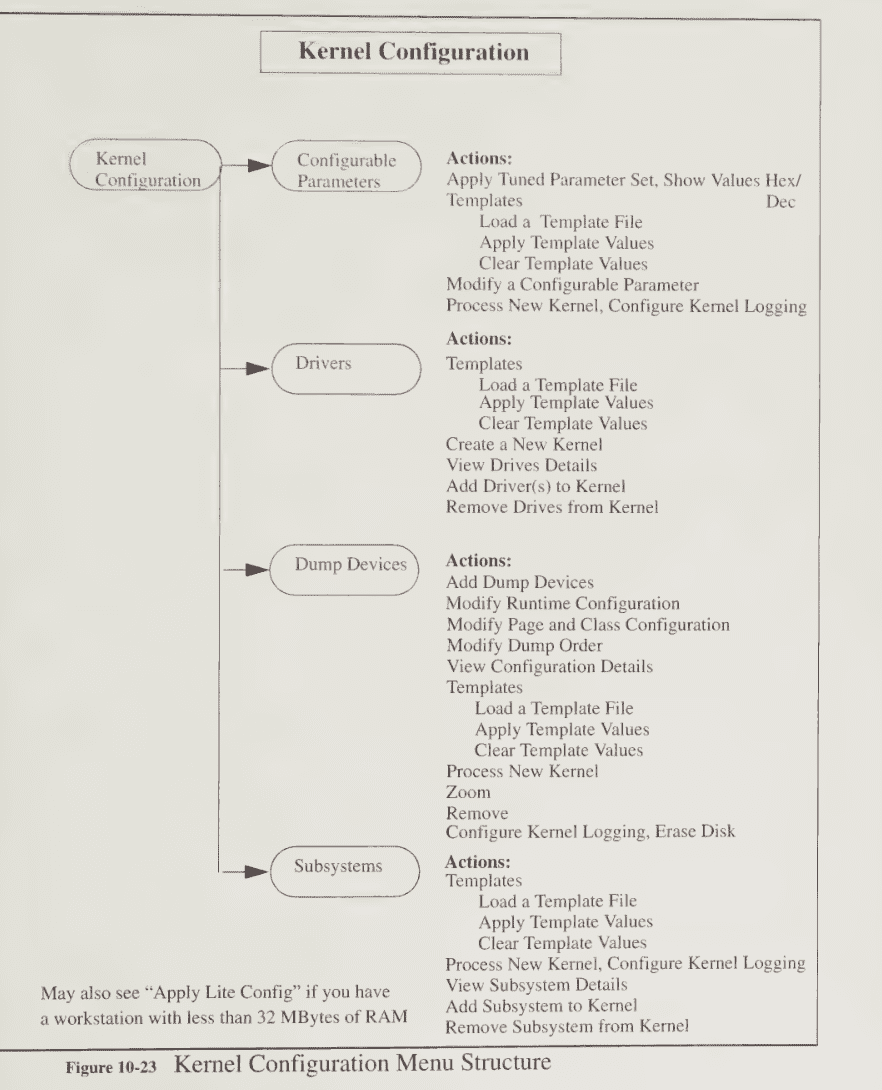 Kernel Configuration
Kernel
Configuration
Configurable
Parameters
Actions:
Apply Tuned Parameter Set, Show Values Hex/
Templates Dec
Load a Template File
Apply Template Values
Clear Template Values
Modify a Configurable Parameter
Process New Kernel, Configure Kernel Logging
Drivers
Actions:
Templates
Load a Template File
Apply Template Values
Clear Template Values
Create a New Kernel
View Drives Details
Add Driver(s) to Kernel
Remove Drives from Kernel
Dump Devices
Actions:
Add Dump Devices
Modify Runtime Configuration
Modify Page and Class Configuration
Modify Dump Order
View Configuration Details
Templates
Load a Template File
Apply Template Values
Clear Template Values
Process New Kernel
Zoom
Remove
Configure Kernel Logging, Erase Disk
Subsystems
Actions:
Templates
Load a Template File
Apply Template Values
Clear Template Values
Process New Kernel, Configure Kernel Logging
View Subsystem Details
Add Subsystem to Kernel
Remove Subsystem from Kernel
May also see “Apply Lite Config” if you have
a workstation with less than 32 MBytes of RAM
Figure 10-23 Kernel Configuration Menu Structure